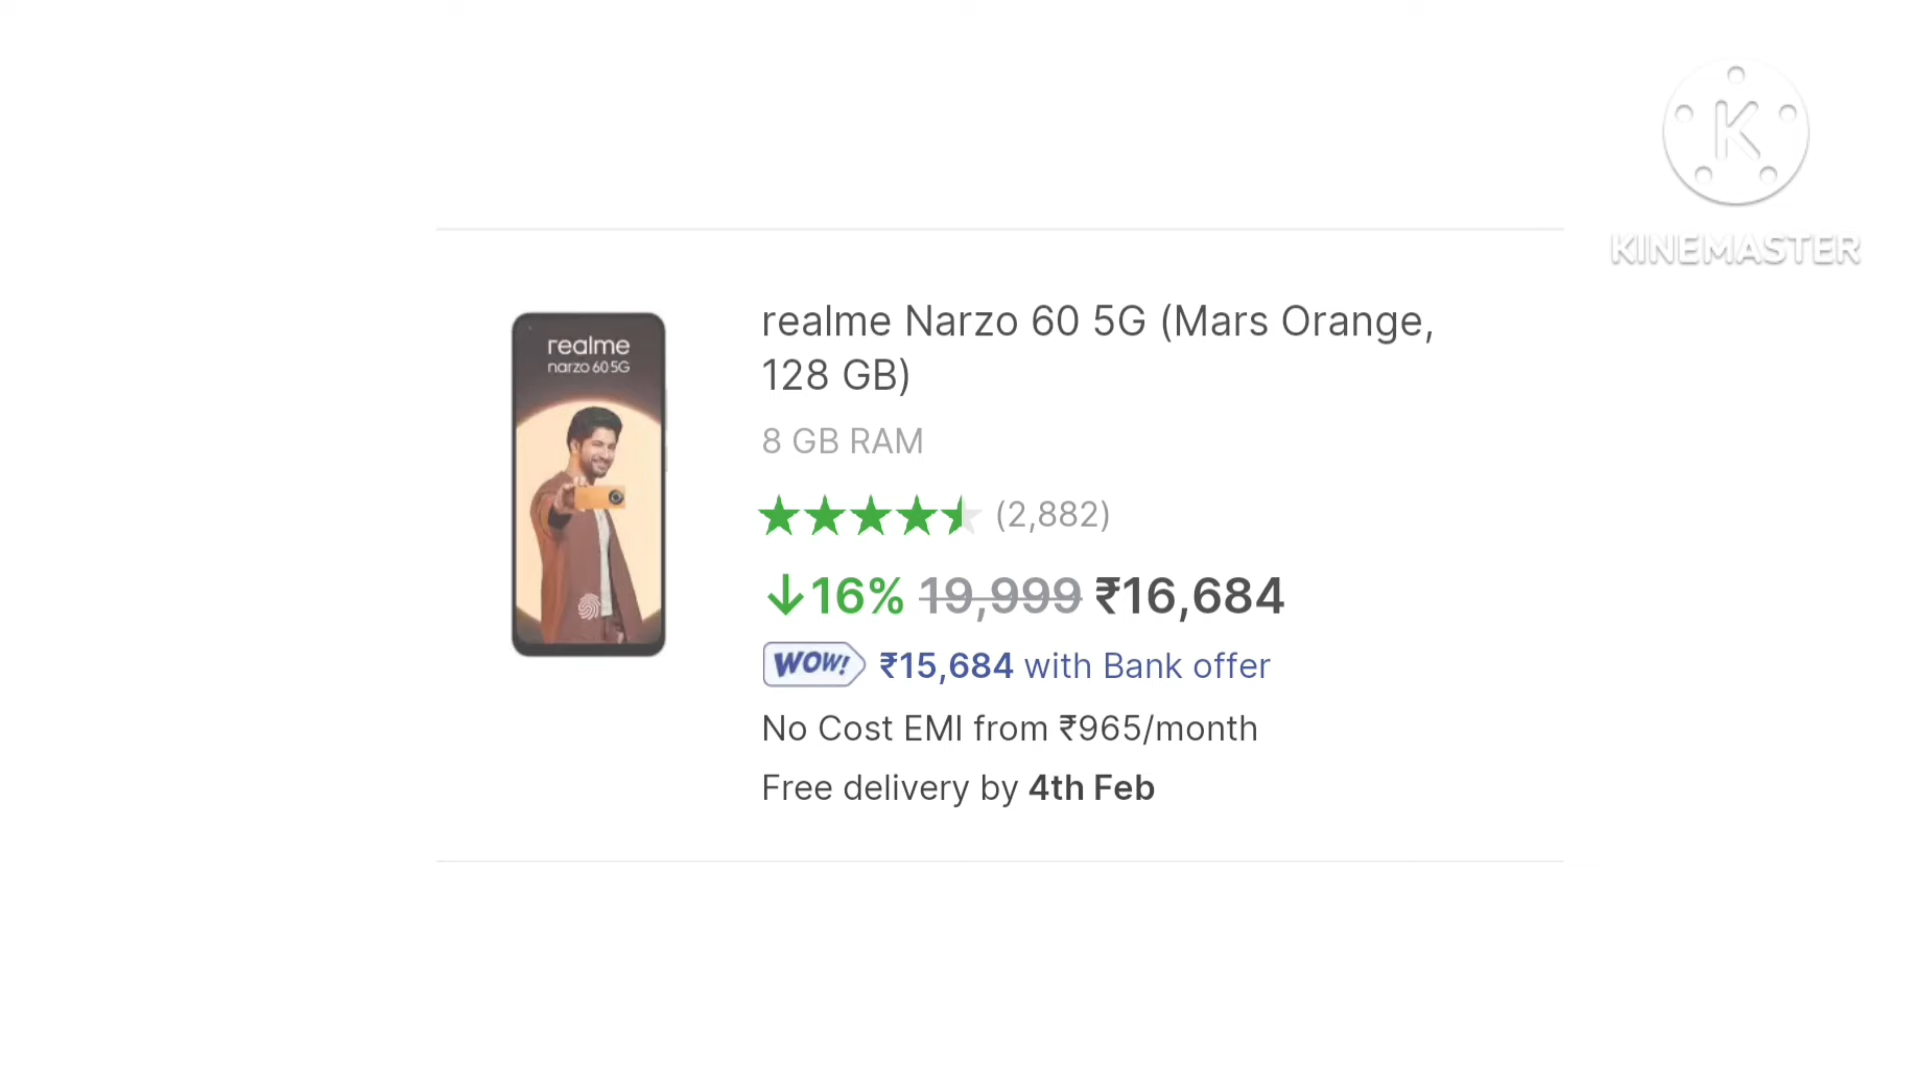 K
KINEMASTER
realme
narzo 60 5G
realme Narzo 60 5G (Mars Orange,
128 GB)
8 GB RAM
(2,882)
↓16% 19,999 ₹16,684
WOW! ₹15,684 with Bank offer
No Cost EMI from ₹965/month
Free delivery by 4th Feb